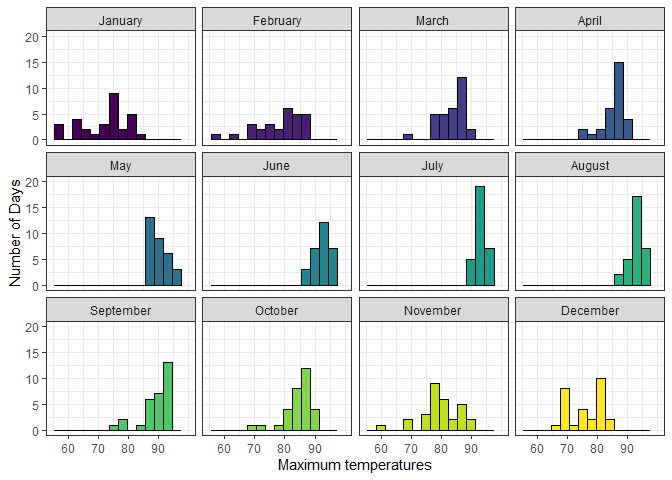 January February March April
20
15
10
5
0
May June July August
20
15
10
5
0
Number of Days
September October November December
20
15
10
5
0
60 70 80 90 60 70 80 90 60 70 80 90 60 70 80 90
Maximum temperatures